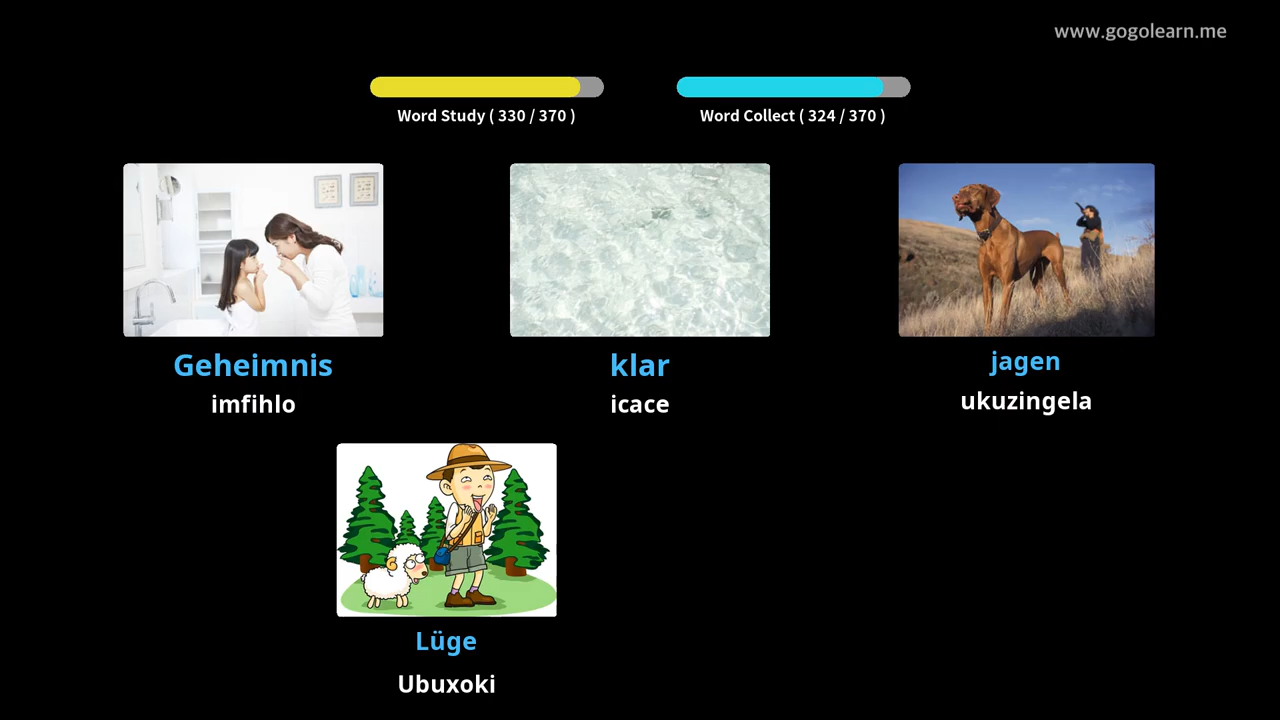 www.gogolearn.me
Word Study ( 330 / 370 )
Word Collect ( 324 / 370 )
Geheimnis
imfihlo
klar
icace
jagen
ukuzingela
Lüge
Ubuxoki